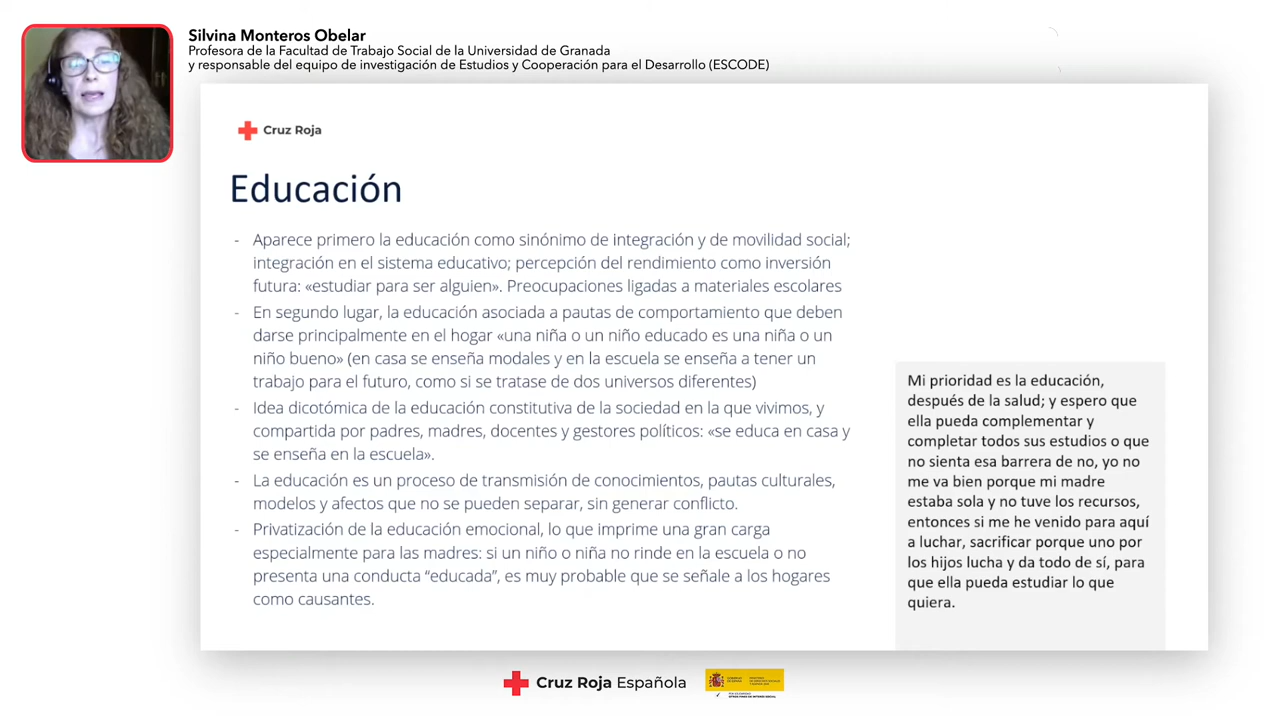 Silvina Monteros Obelar
Profesora de la Facultad de Trabajo Social de la Universidad de Granada
y responsable del equipo de investigación de Estudios y Cooperación para el Desarrollo (ESCODE)
Cruz Roja
Educación
- Aparece primero la educación como sinónimo de integración y de movilidad social;
integración en el sistema educativo; percepción del rendimiento como inversión
futura: «estudiar para ser alguien». Preocupaciones ligadas a materiales escolares
- En segundo lugar, la educación asociada a pautas de comportamiento que deben
darse principalmente en el hogar «una niña o un niño educado es una niña o un
niño bueno» (en casa se enseña modales y en la escuela se enseña a tener un
trabajo para el futuro, como si se tratase de dos universos diferentes)
- Idea dicotómica de la educación constitutiva de la sociedad en la que vivimos, y
compartida por padres, madres, docentes y gestores políticos: «se educa en casa y
se enseña en la escuela».
- La educación es un proceso de transmisión de conocimientos, pautas culturales,
modelos y afectos que no se pueden separar, sin generar conflicto.
- Privatización de la educación emocional, lo que imprime una gran carga
especialmente para las madres: si un niño o niña no rinde en la escuela o no
presenta una conducta “educada”, es muy probable que se señale a los hogares
como causantes.
Mi prioridad es la educación,
después de la salud; y espero que
ella pueda complementar y
completar todos sus estudios o que
no sienta esa barrera de no, yo no
me va bien porque mi madre
estaba sola y no tuve los recursos,
entonces si me he venido para aquí
a luchar, sacrificar porque uno por
los hijos lucha y da todo de sí, para
que ella pueda estudiar lo que
quiera.
Cruz Roja Española